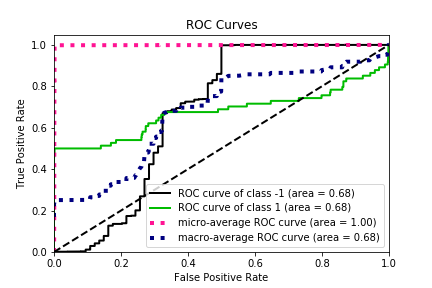 ROC Curves
True Positive Rate
1.0
0.8
0.6
0.4
0.2
0.0
ROC curve of class -1 (area = 0.68)
ROC curve of class 1 (area = 0.68)
micro-average ROC curve (area = 1.00)
macro-average ROC curve (area = 0.68)
0.0 0.2 0.4 0.6 0.8 1.0
False Positive Rate